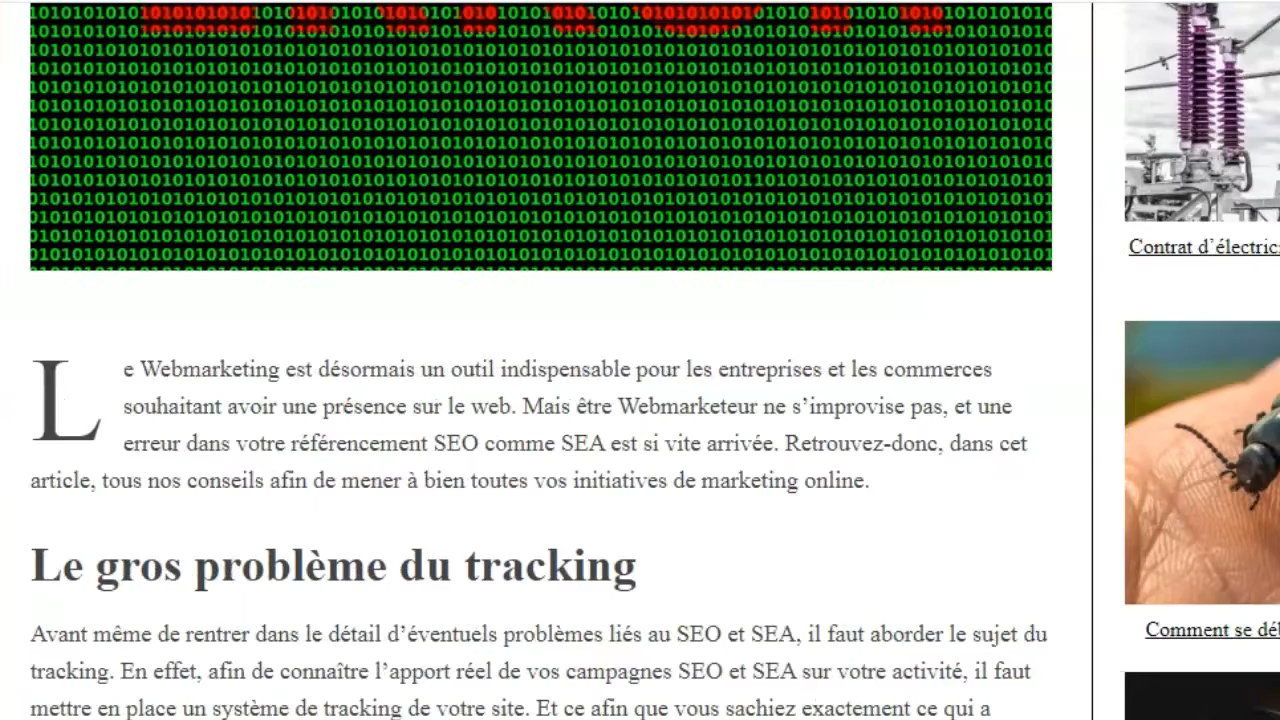 Le Webmarketing est désormais un outil indispensable pour les entreprises et les commerces
souhaitant avoir une présence sur le web. Mais être Webmarketeur ne s’improvise pas, et une
erreur dans votre référencement SEO comme SEA est si vite arrivée. Retrouvez-donc, dans cet
article, tous nos conseils afin de mener à bien toutes vos initiatives de marketing online.
Le gros problème du tracking
Avant même de rentrer dans le détail d’éventuels problèmes liés au SEO et SEA, il faut aborder le sujet du
tracking. En effet, afin de connaître l’apport réel de vos campagnes SEO et SEA sur votre activité, il faut
mettre en place un système de tracking de votre site. Et ce afin que vous sachiez exactement ce qui a
Contrat d’électric
Comment se dé